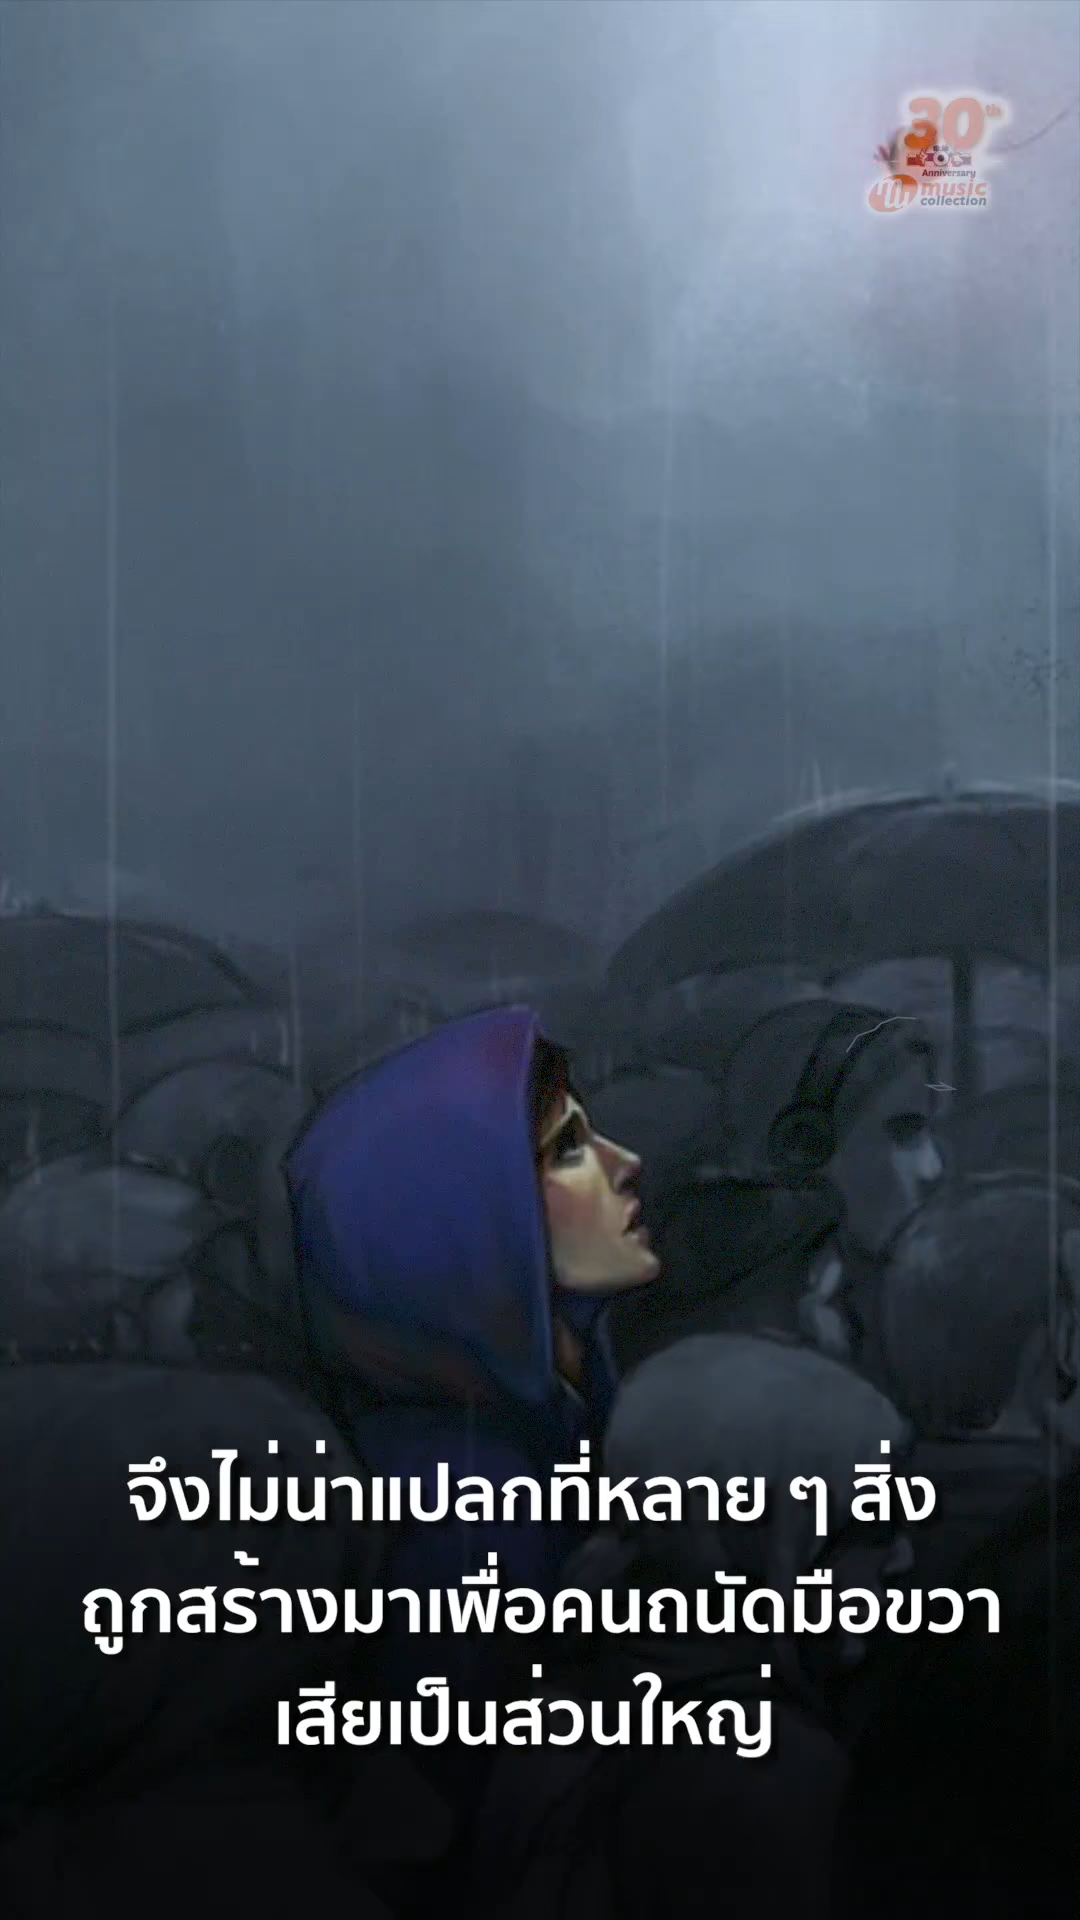 30th
Anniversary
music
collection
จึงไม่น่าแปลกที่หลาย ๆ สิ่ง
ถูกสร้างมาเพื่อคนถนัดมือขวา
เสียเป็นส่วนใหญ่